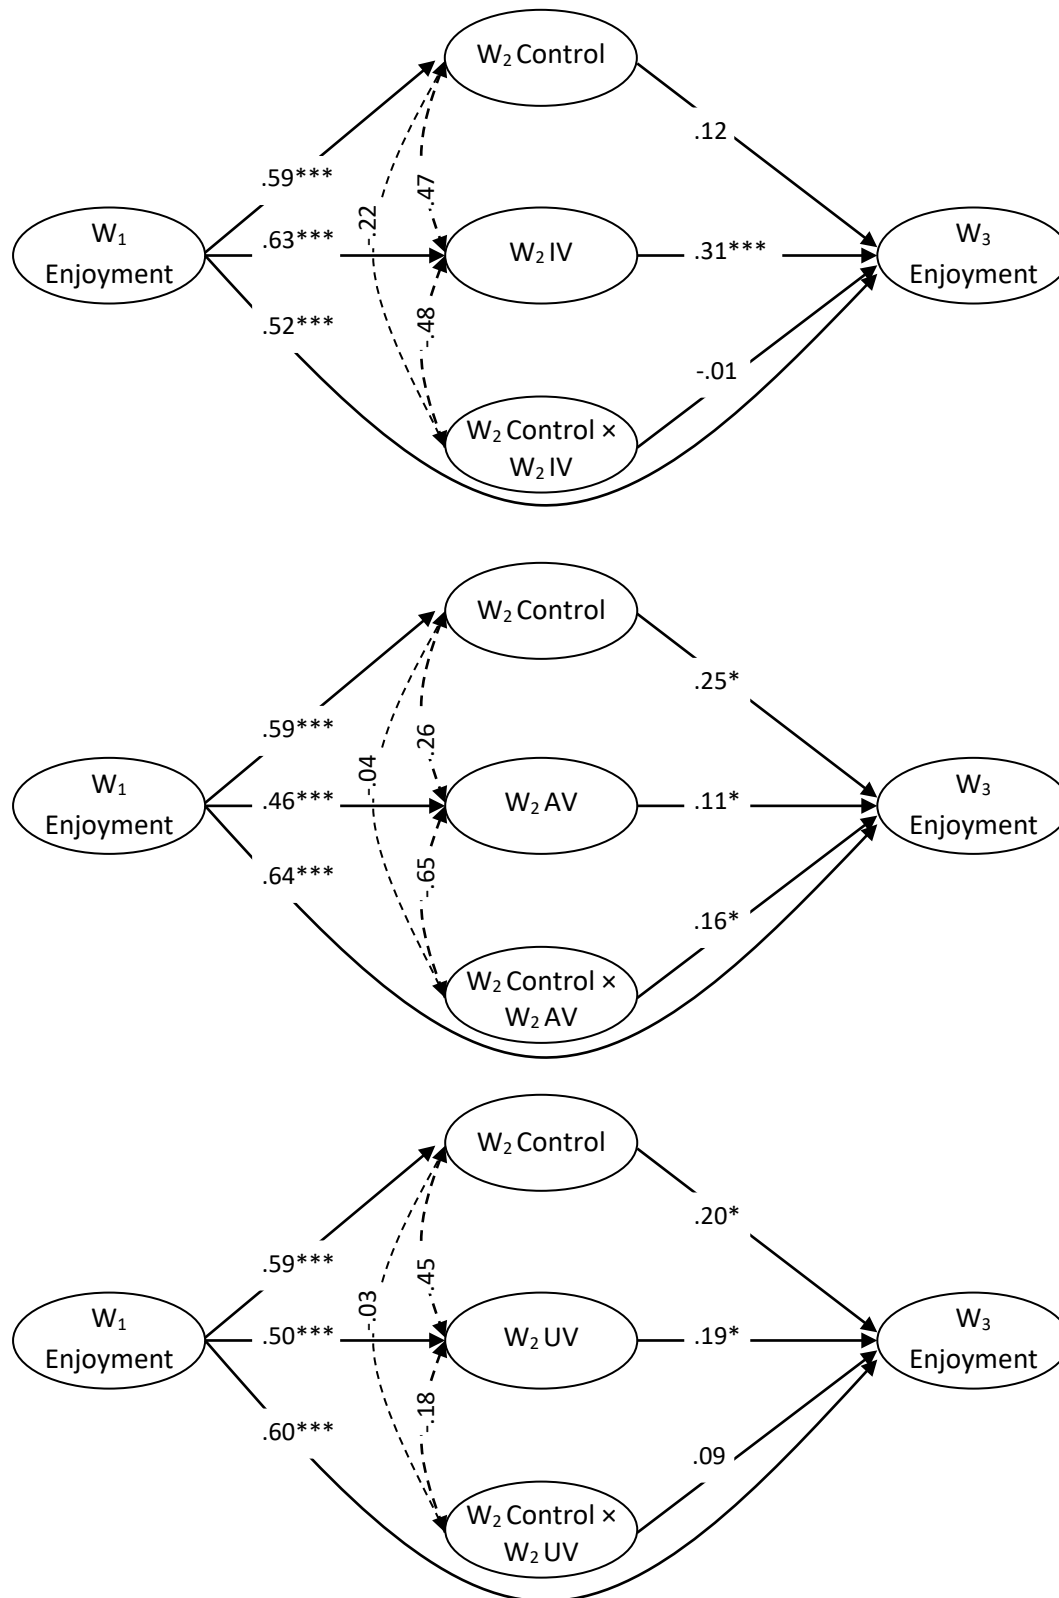 W₂ Control
.12
.59***
.47
.22
W₁
Enjoyment
.63***
W₂ IV
.31***
W₃
Enjoyment
.52***
.48
-.01
W₂ Control ×
W₂ IV
W₂ Control
.25*
.59***
.26
.04
W₁
Enjoyment
.46***
W₂ AV
.11*
W₃
Enjoyment
.64***
.65
.16*
W₂ Control ×
W₂ AV
W₂ Control
.20*
.59***
.45
.03
W₁
Enjoyment
.50***
W₂ UV
.19*
W₃
Enjoyment
.60***
.18
.09
W₂ Control ×
W₂ UV